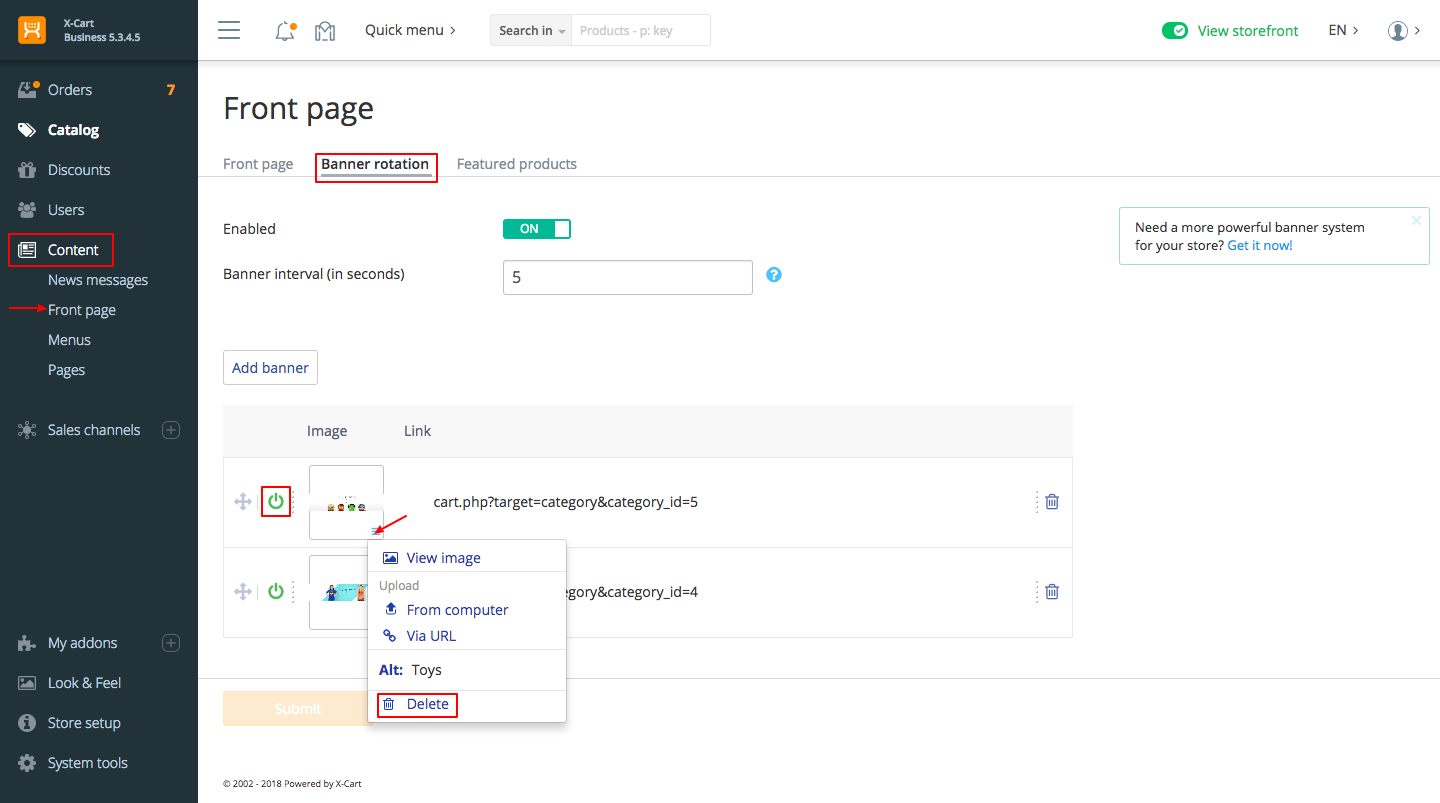 X-Cart
Business 5.3.4.5
Quick menu
Search in
Products - p: key
View storefront
EN
Orders
7
Catalog
Discounts
Users
Content
News messages
Front page
Menus
Pages
Sales channels
My addons
Look & Feel
Store setup
System tools
Front page
Front page
Banner rotation
Featured products
Enabled
ON
Banner interval (in seconds)
5
?
Need a more powerful banner system
for your store? Get it now!
Add banner
Image
Link
cart.php?target=category&category_id=5
View image
Upload
From computer
Via URL
Alt: Toys
Delete
gory&category_id=4
Submit
© 2002 - 2018 Powered by X-Cart